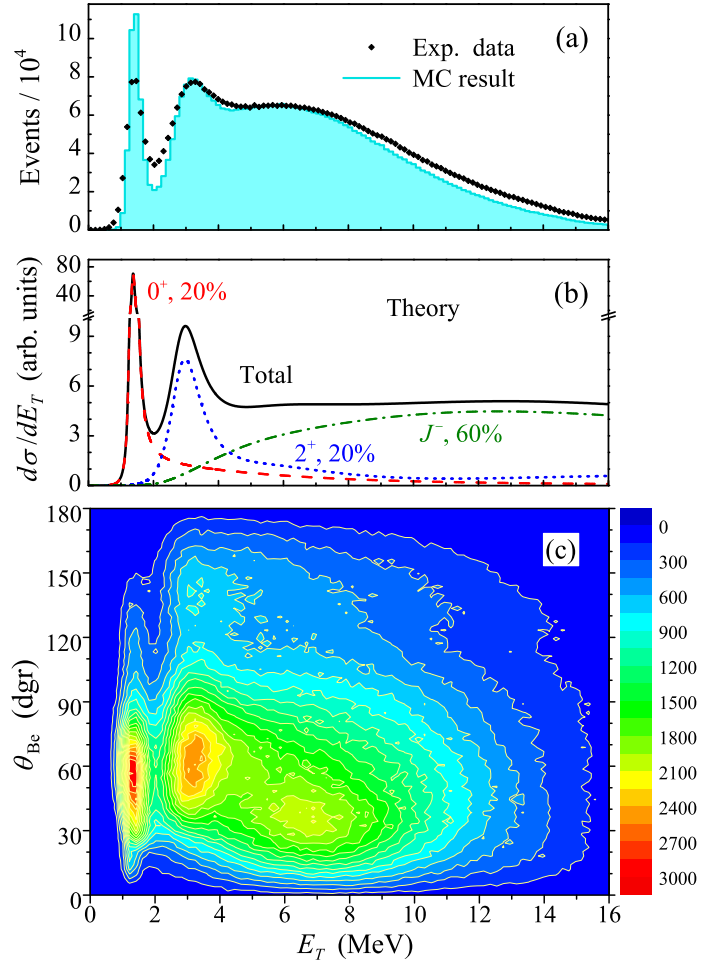 (a)
Exp. data
MC result
Events / 10⁴
10
8
6
4
2
0
(b)
Theory
0⁺, 20%
Total
J⁻, 60%
2⁺, 20%
dσ/dE_T (arb. units)
80
40
9
6
3
0
(c)
θ_Be (dgr)
180
150
120
90
60
30
0
0 2 4 6 8 10 12 14 16
E_T (MeV)
0
300
600
900
1200
1500
1800
2100
2400
2700
3000